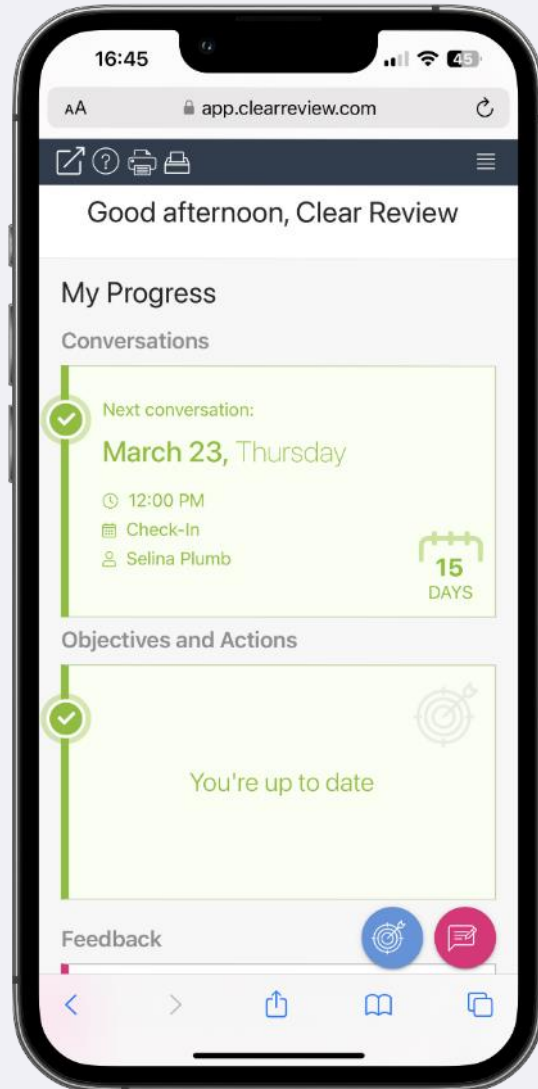 16:45
45
AA
app.clearreview.com
?
Good afternoon, Clear Review
My Progress
Conversations
Next conversation:
March 23, Thursday
12:00 PM
Check-In
Selina Plumb
15
DAYS
Objectives and Actions
You're up to date
Feedback